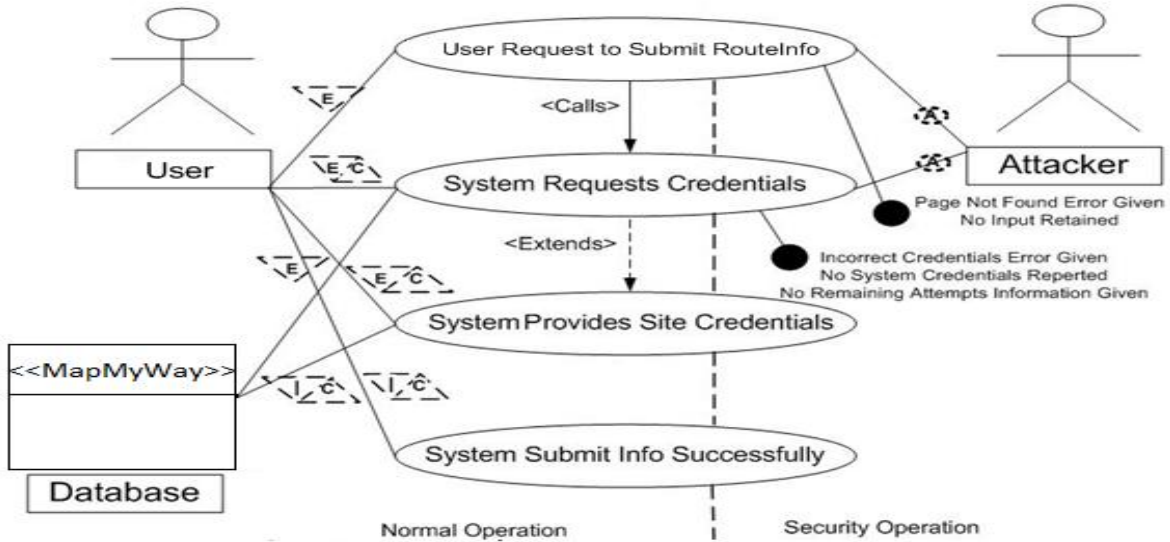 User Request to Submit RouteInfo
E
<Calls>
A
User
E C
System Requests Credentials
A
Attacker
Page Not Found Error Given
No Input Retained
<Extends>
E
E C
Incorrect Credentials Error Given
No System Credentials Reperted
No Remaining Attempts Information Given
System Provides Site Credentials
<<MapMyWay>>
I C
I C
System Submit Info Successfully
Database
Normal Operation
Security Operation